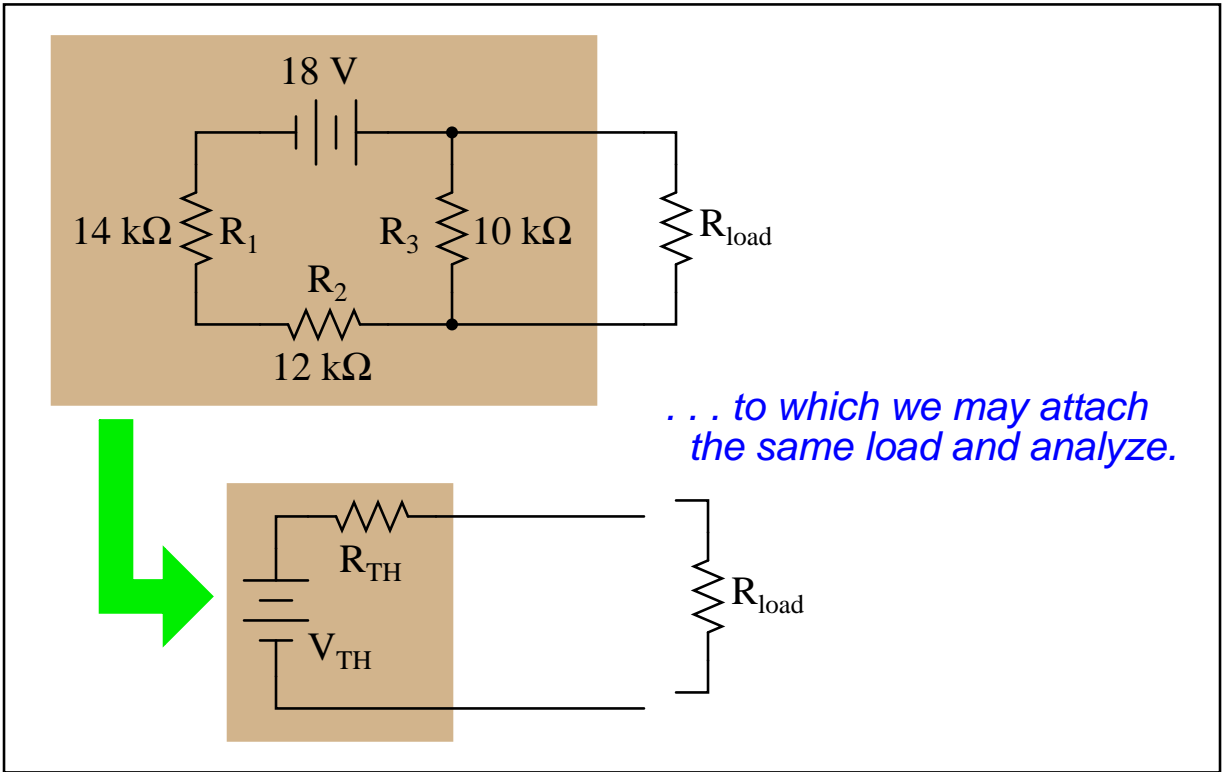 18 V
14 kΩ
R1
R3
10 kΩ
Rload
R2
12 kΩ
. . . to which we may attach
the same load and analyze.
RTH
Rload
VTH